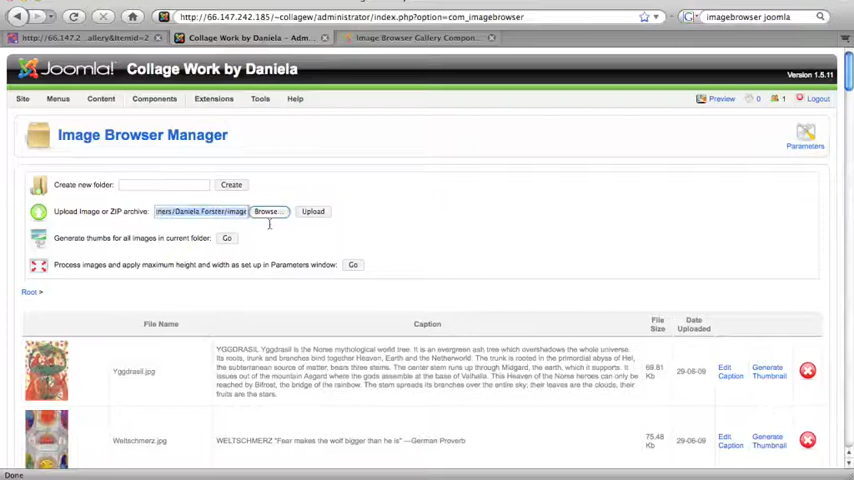 http://66.147.242.185/~collagew/administrator/index.php?option=com_imagebrowser
imagebrowser joomla
http://66.147.2...allery&Itemid=2
Collage Work by Daniela – Adm...
Image Browser Gallery Compon...
Joomla! Collage Work by Daniela
Version 1.5.11
Site Menus Content Components Extensions Tools Help
Preview 0 1 Logout
Image Browser Manager
Parameters
Create new folder: Create
Upload Image or ZIP archive: ners/Daniela Forster/image Browse... Upload
Generate thumbs for all images in current folder: Go
Process images and apply maximum height and width as set up in Parameters window: Go
Root >
File Name Caption File Size Date Uploaded
Yggdrasil.jpg
YGGDRASIL Yggdrasil is the Norse mythological world tree. It is an evergreen ash tree which overshadows the whole universe.
Its roots, trunk and branches bind together Heaven, Earth and the Netherworld. The trunk is rooted in the primordial abyss of Hel,
the subterranean source of matter, bears three stems. The center stem runs up through Midgard, the earth, which it supports. It
issues out of the mountain Asgard where the gods assemble at the base of Valhalla. This Heaven of the Norse heroes can only be
reached by Bifrost, the bridge of the rainbow. The stem spreads its branches over the entire sky; their leaves are the clouds, their
fruits are the stars.
69.81 Kb
29-06-09
Edit Caption
Generate Thumbnail
Weltschmerz.jpg
WELTSCHMERZ "Fear makes the wolf bigger than he is" —German Proverb
75.48 Kb
29-06-09
Edit Caption
Generate Thumbnail
Done